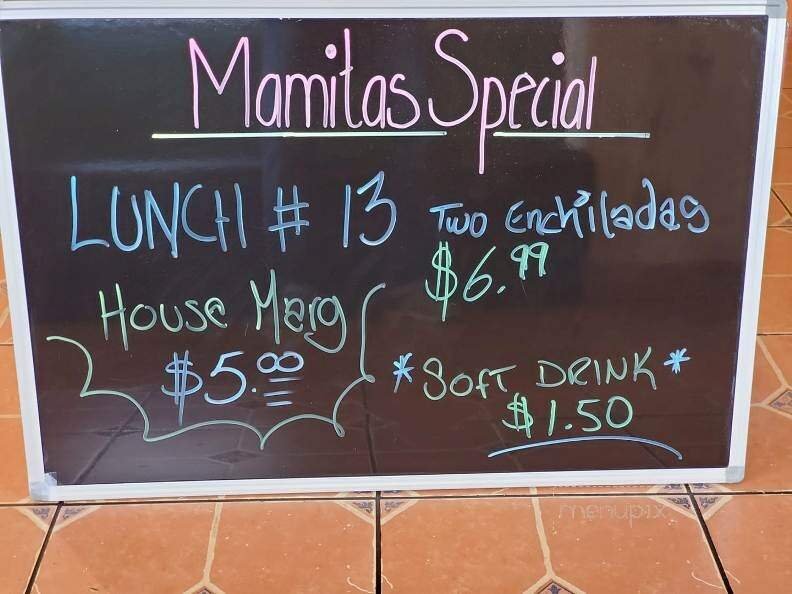 Mamitas Special
LUNCH # 13 Two Enchiladas
$6.99
House Marg
$5.00
*SOFT DRINK*
$1.50
menupix